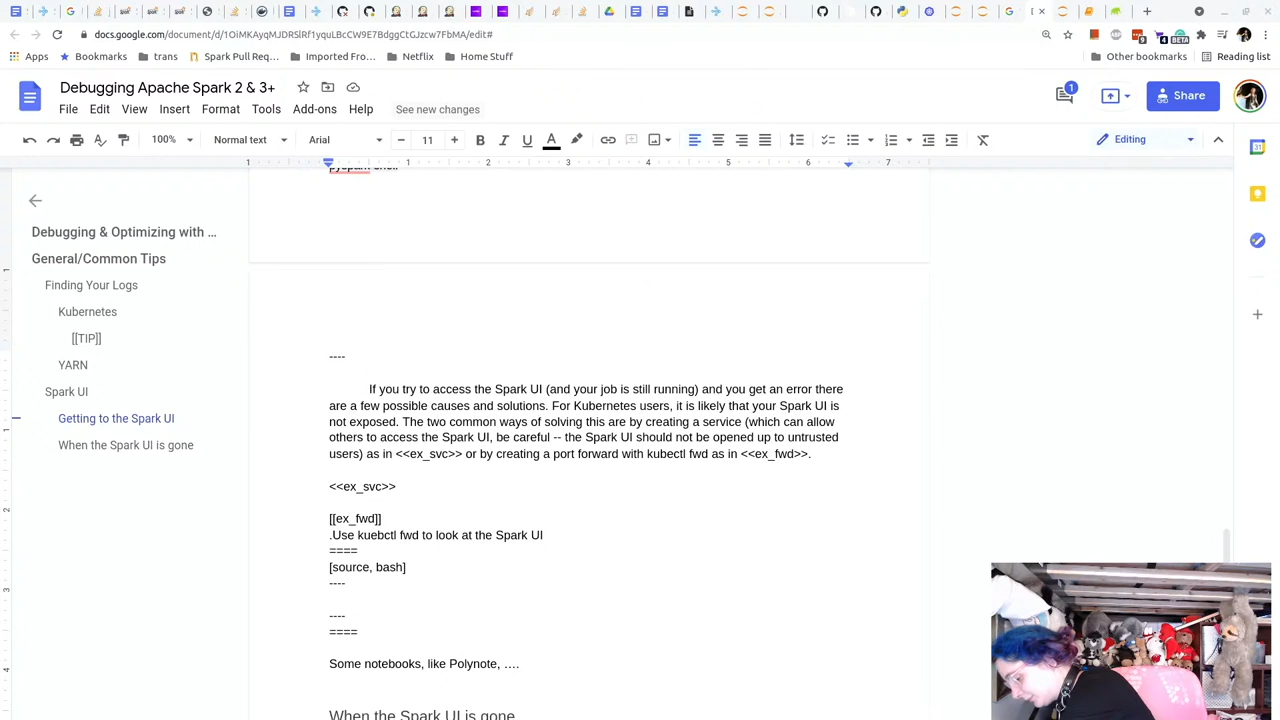 docs.google.com/document/d/1OiMKAyqMJDRSlRf1yquLBcCW9E7BdggCtGJzcw7FbMA/edit#
Apps Bookmarks trans Spark Pull Req... Imported Fro... Netflix Home Stuff Other bookmarks Reading list
Debugging Apache Spark 2 & 3+
File Edit View Insert Format Tools Add-ons Help See new changes
1 Share
100% Normal text Arial 11 Editing
1 1 2 3 4 5 6 7
Debugging & Optimizing with ...
General/Common Tips
Finding Your Logs
Kubernetes
[[TIP]]
YARN
Spark UI
Getting to the Spark UI
When the Spark UI is gone
----
If you try to access the Spark UI (and your job is still running) and you get an error there
are a few possible causes and solutions. For Kubernetes users, it is likely that your Spark UI is
not exposed. The two common ways of solving this are by creating a service (which can allow
others to access the Spark UI, be careful -- the Spark UI should not be opened up to untrusted
users) as in <<ex_svc>> or by creating a port forward with kubectl fwd as in <<ex_fwd>>.
<<ex_svc>>
[[ex_fwd]]
.Use kuebctl fwd to look at the Spark UI
====
[source, bash]
----
----
====
Some notebooks, like Polynote, ….
When the Spark UI is gone